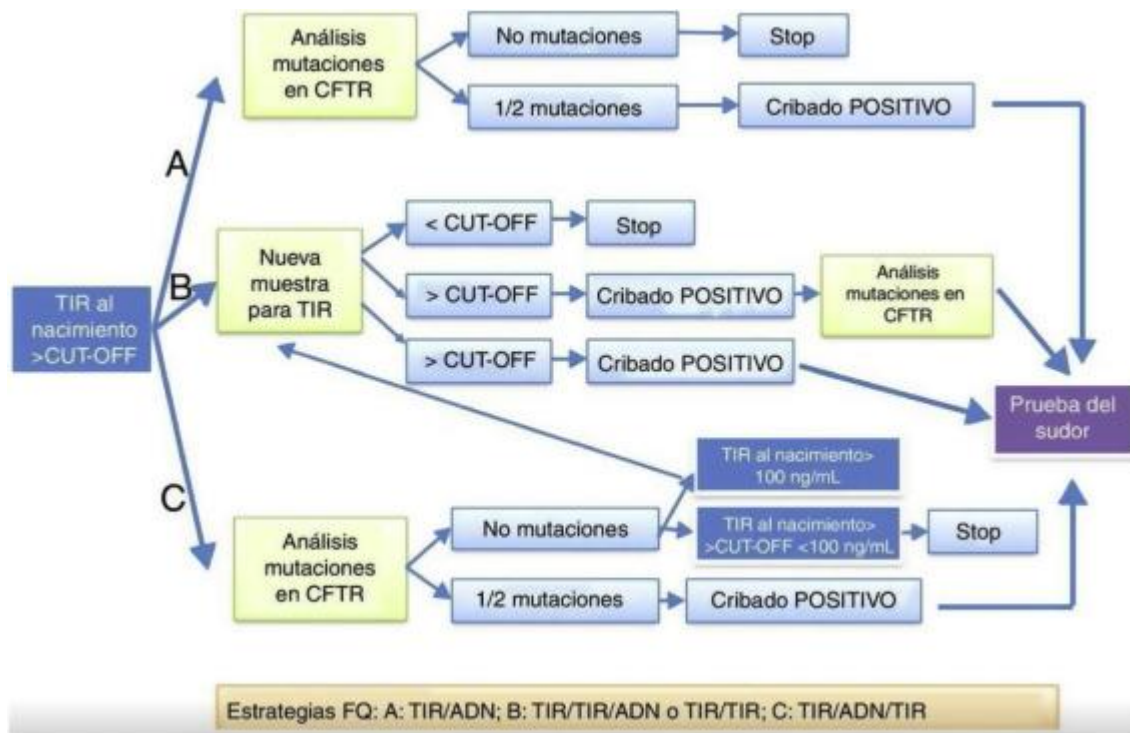 Análisis
mutaciones
en CFTR
No mutaciones
Stop
1/2 mutaciones
Cribado POSITIVO
A
< CUT-OFF
Stop
Nueva
muestra
para TIR
B
> CUT-OFF
Cribado POSITIVO
Análisis
mutaciones en
CFTR
TIR al
nacimiento
>CUT-OFF
> CUT-OFF
Cribado POSITIVO
Prueba del
sudor
C
TIR al nacimiento>
100 ng/mL
Análisis
mutaciones
en CFTR
No mutaciones
TIR al nacimiento>
>CUT-OFF <100 ng/mL
Stop
1/2 mutaciones
Cribado POSITIVO
Estrategias FQ: A: TIR/ADN; B: TIR/TIR/ADN o TIR/TIR; C: TIR/ADN/TIR